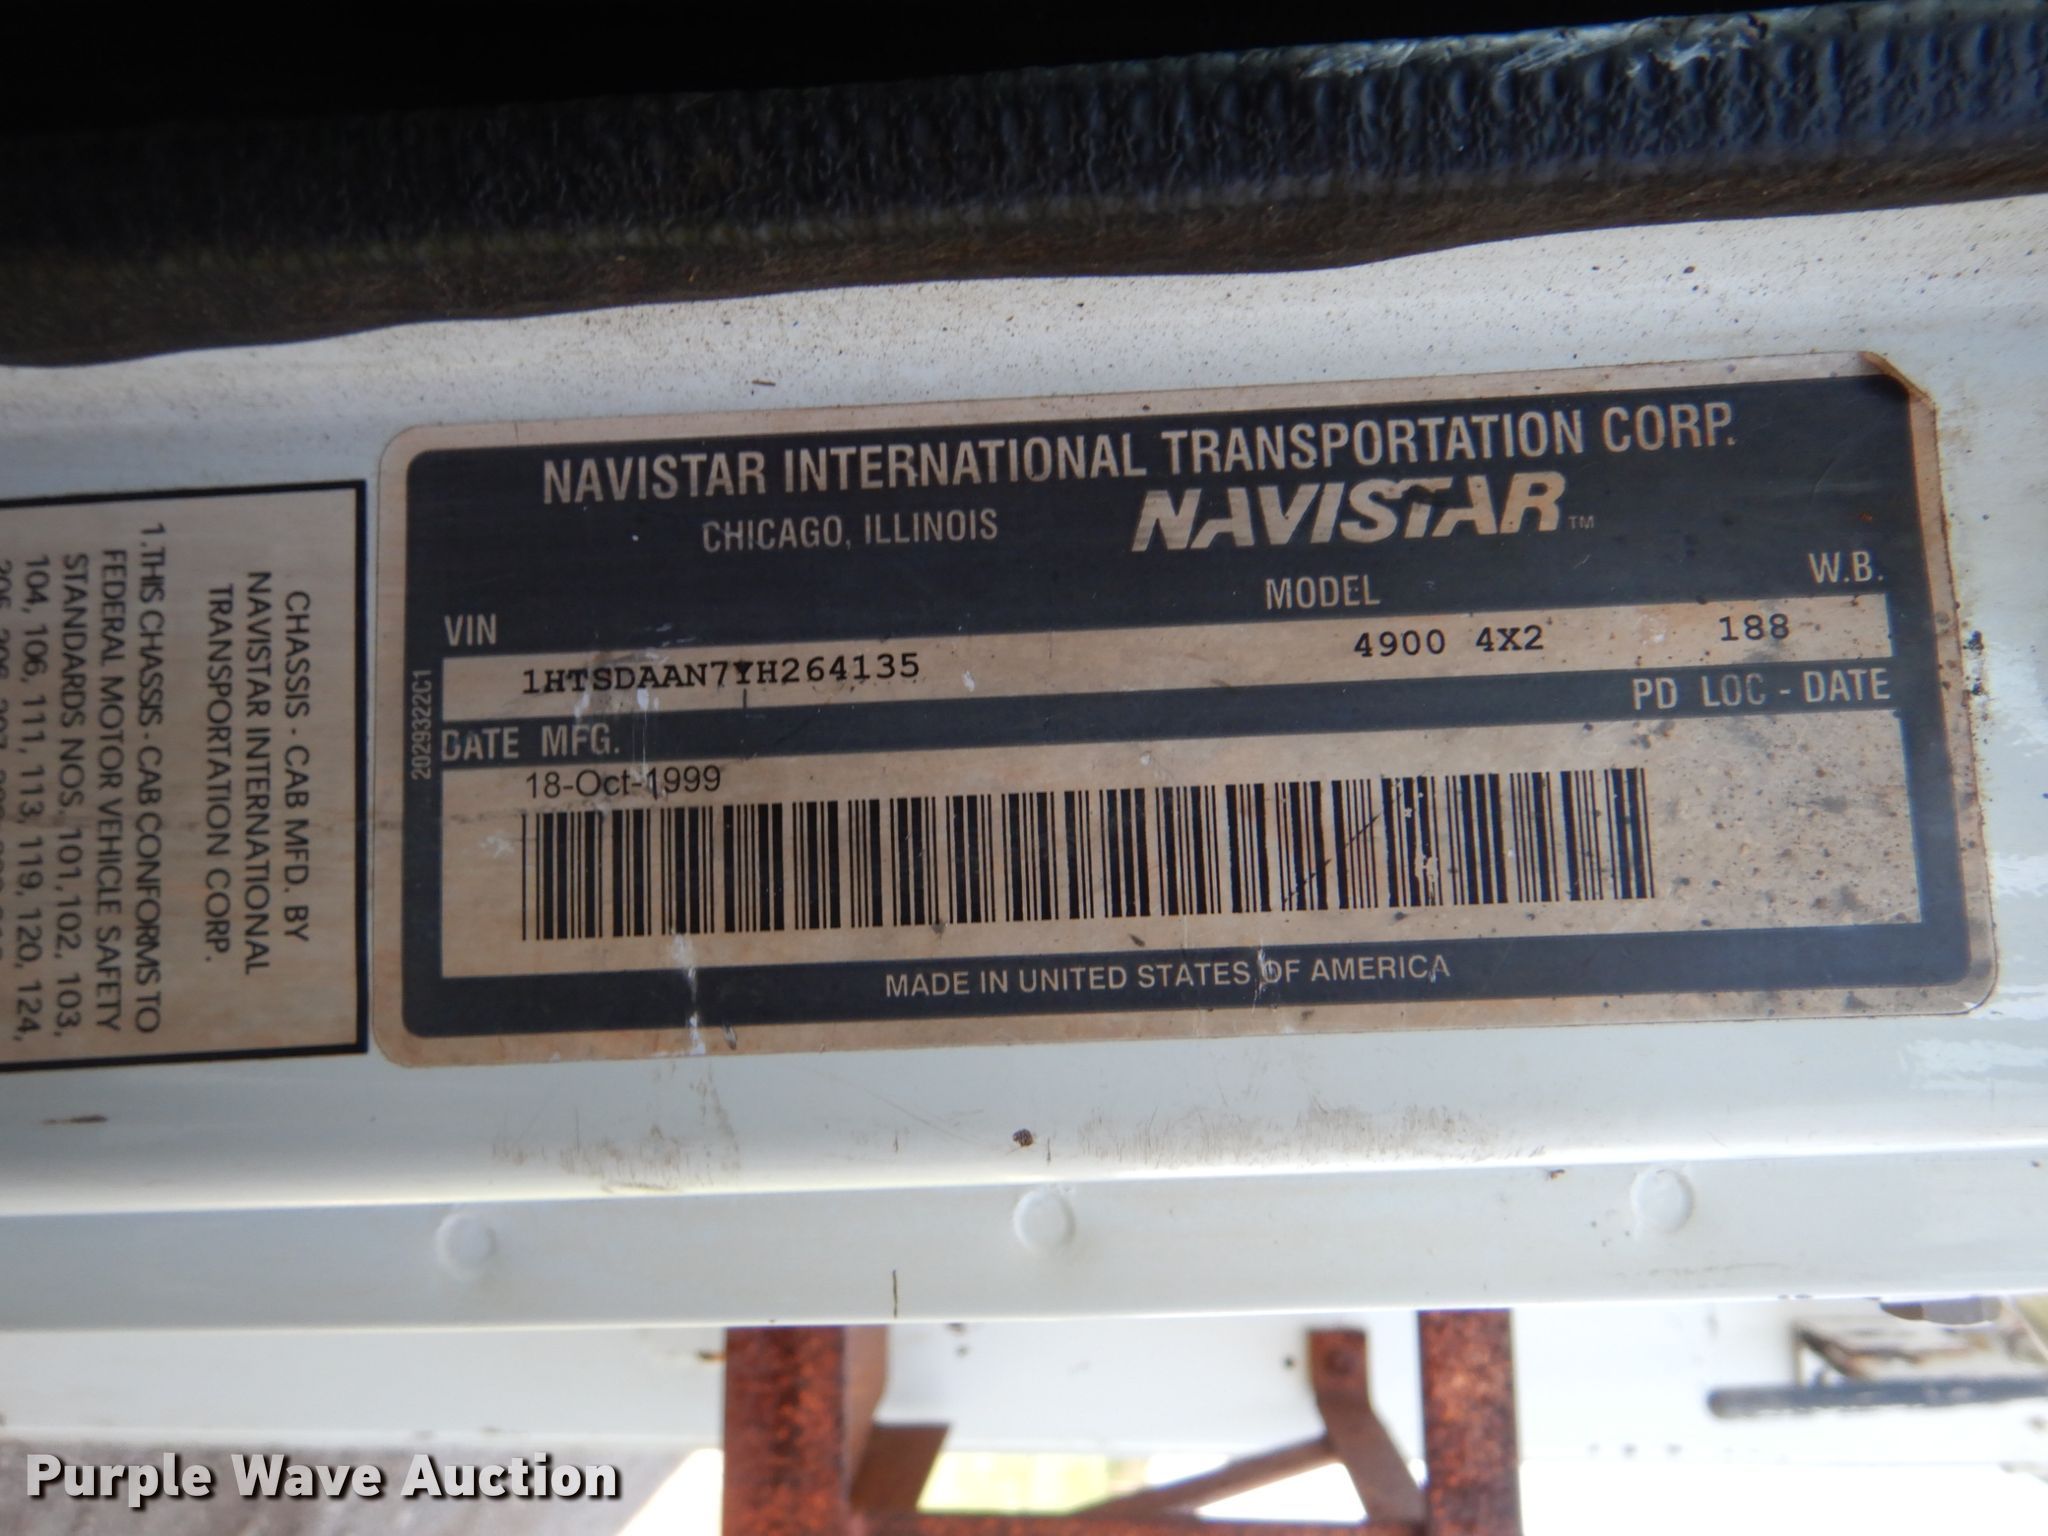 NAVISTAR INTERNATIONAL TRANSPORTATION CORP.
CHICAGO, ILLINOIS
NAVISTAR™
VIN
MODEL
W.B.
1HTSDAAN7YH264135
4900 4X2
188
DATE MFG.
PD LOC - DATE
18-Oct-1999
MADE IN UNITED STATES OF AMERICA
2029322C1
CHASSIS - CAB MFD. BY
NAVISTAR INTERNATIONAL
TRANSPORTATION CORP.
1. THIS CHASSIS - CAB CONFORMS TO
FEDERAL MOTOR VEHICLE SAFETY
STANDARDS NOS. 101, 102, 103,
104, 106, 111, 113, 119, 120, 124,
Purple Wave Auction